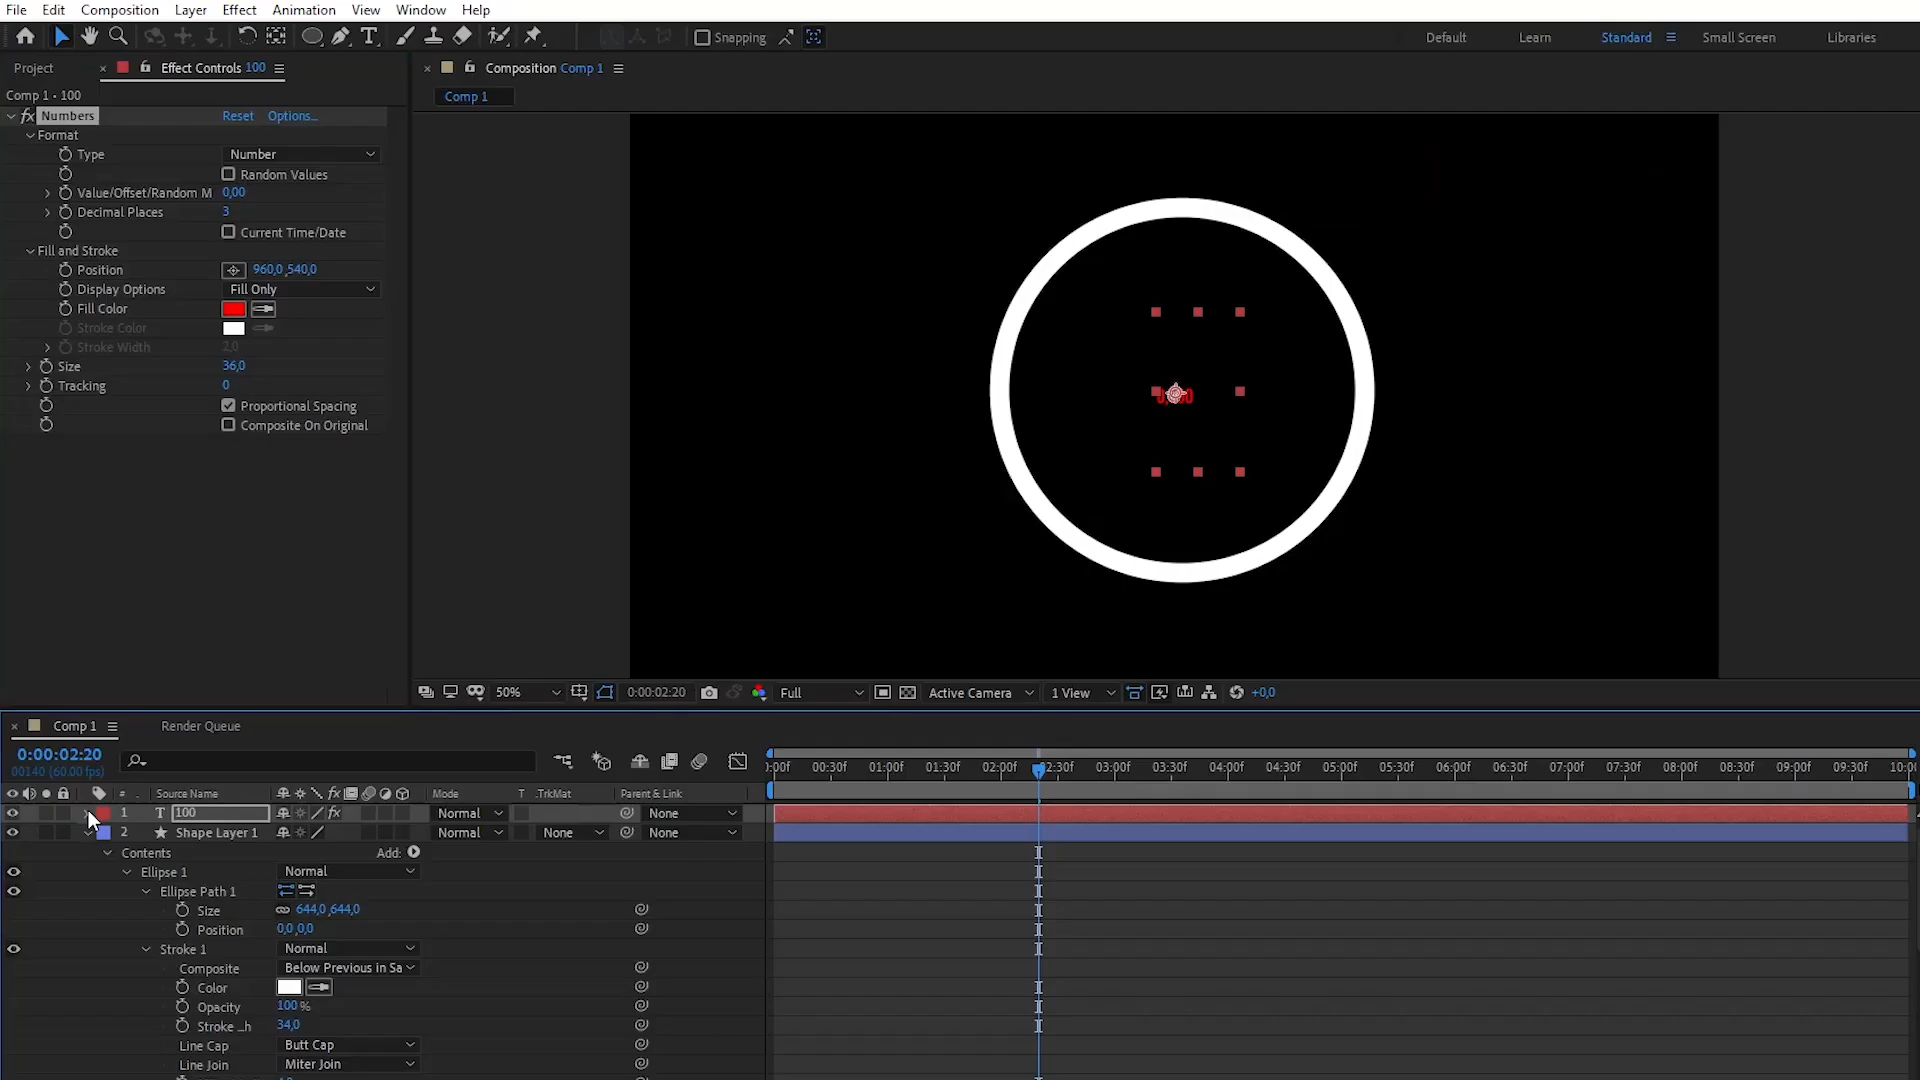 File Edit Composition Layer Effect Animation View Window Help
Snapping Default Learn Standard Small Screen Libraries
Project × Effect Controls 100 × Composition Comp 1
Comp 1 • 100
Comp 1
fx Numbers Reset Options...
Format
Type Number
Random Values
Value/Offset/Random M 0,00
Decimal Places 3
Current Time/Date
Fill and Stroke
Position 960,0,540,0
Display Options Fill Only
Fill Color
Stroke Color
Stroke Width 2,0
Size 36,0
Tracking 0
Proportional Spacing
Composite On Original
50% 0:00:02:20 Full Active Camera 1 View +0,0
× Comp 1 Render Queue
0:00:02:20
00140 (60.00 fps)
00f 00:30f 01:00f 01:30f 02:00f 02:30f 03:00f 03:30f 04:00f 04:30f 05:00f 05:30f 06:00f 06:30f 07:00f 07:30f 08:00f 08:30f 09:00f 09:30f 10:0
# Source Name fx Mode T .TrkMat Parent & Link
1 T 100 fx Normal None
2 Shape Layer 1 Normal None None
Contents Add:
Ellipse 1 Normal
Ellipse Path 1
Size 644,0,644,0
Position 0,0,0,0
Stroke 1 Normal
Composite Below Previous in Sa
Color
Opacity 100%
Stroke ...h 34,0
Line Cap Butt Cap
Line Join Miter Join